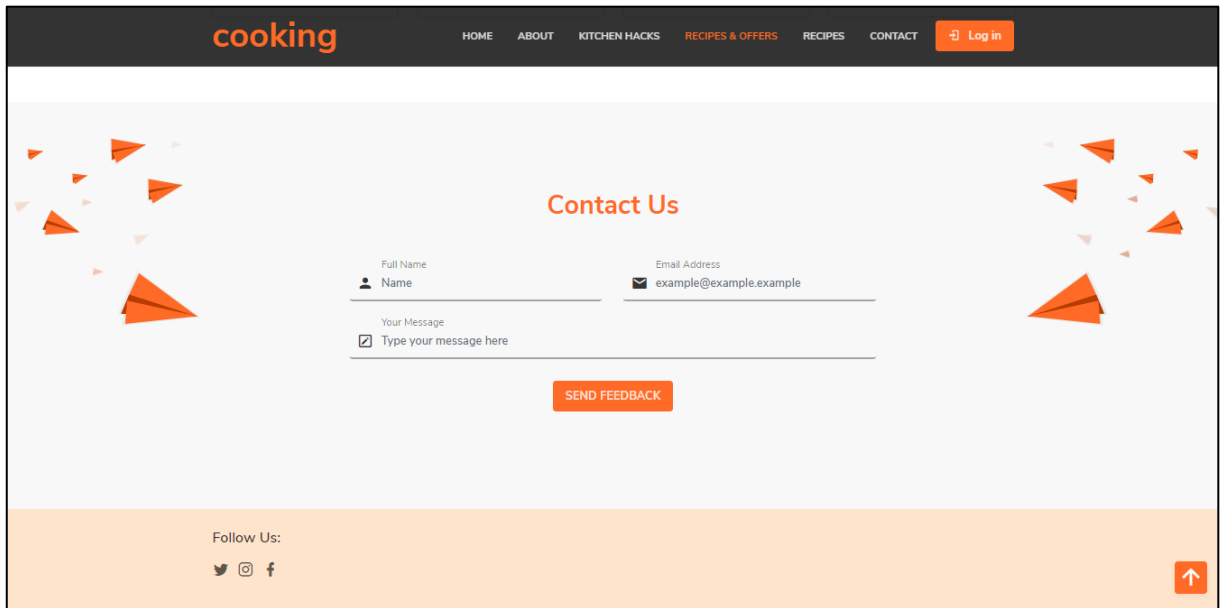 cooking
HOME ABOUT KITCHEN HACKS RECIPES & OFFERS RECIPES CONTACT Log in
Contact Us
Full Name Email Address
Name example@example.example
Your Message
Type your message here
SEND FEEDBACK
Follow Us: